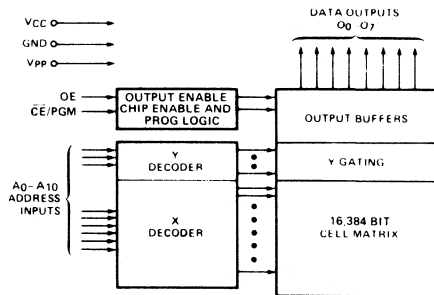 VCC
GND
VPP
DATA OUTPUTS
O0–O7
OE
CE/PGM
OUTPUT ENABLE
CHIP ENABLE AND
PROG LOGIC
OUTPUT BUFFERS
Y
DECODER
Y GATING
A0–A10
ADDRESS
INPUTS
X
DECODER
16,384 BIT
CELL MATRIX